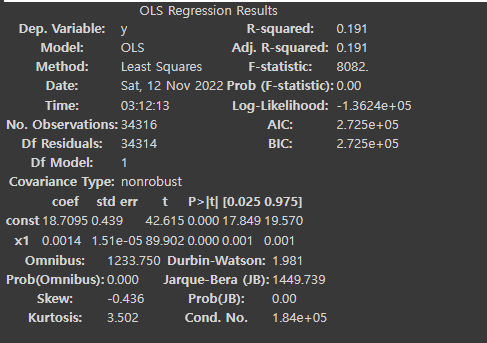 OLS Regression Results
Dep. Variable: y R-squared: 0.191
Model: OLS Adj. R-squared: 0.191
Method: Least Squares F-statistic: 8082.
Date: Sat, 12 Nov 2022 Prob (F-statistic): 0.00
Time: 03:12:13 Log-Likelihood: -1.3624e+05
No. Observations: 34316 AIC: 2.725e+05
Df Residuals: 34314 BIC: 2.725e+05
Df Model: 1
Covariance Type: nonrobust
coef std err t P>|t| [0.025 0.975]
const 18.7095 0.439 42.615 0.000 17.849 19.570
x1 0.0014 1.51e-05 89.902 0.000 0.001 0.001
Omnibus: 1233.750 Durbin-Watson: 1.981
Prob(Omnibus): 0.000 Jarque-Bera (JB): 1449.739
Skew: -0.436 Prob(JB): 0.00
Kurtosis: 3.502 Cond. No. 1.84e+05